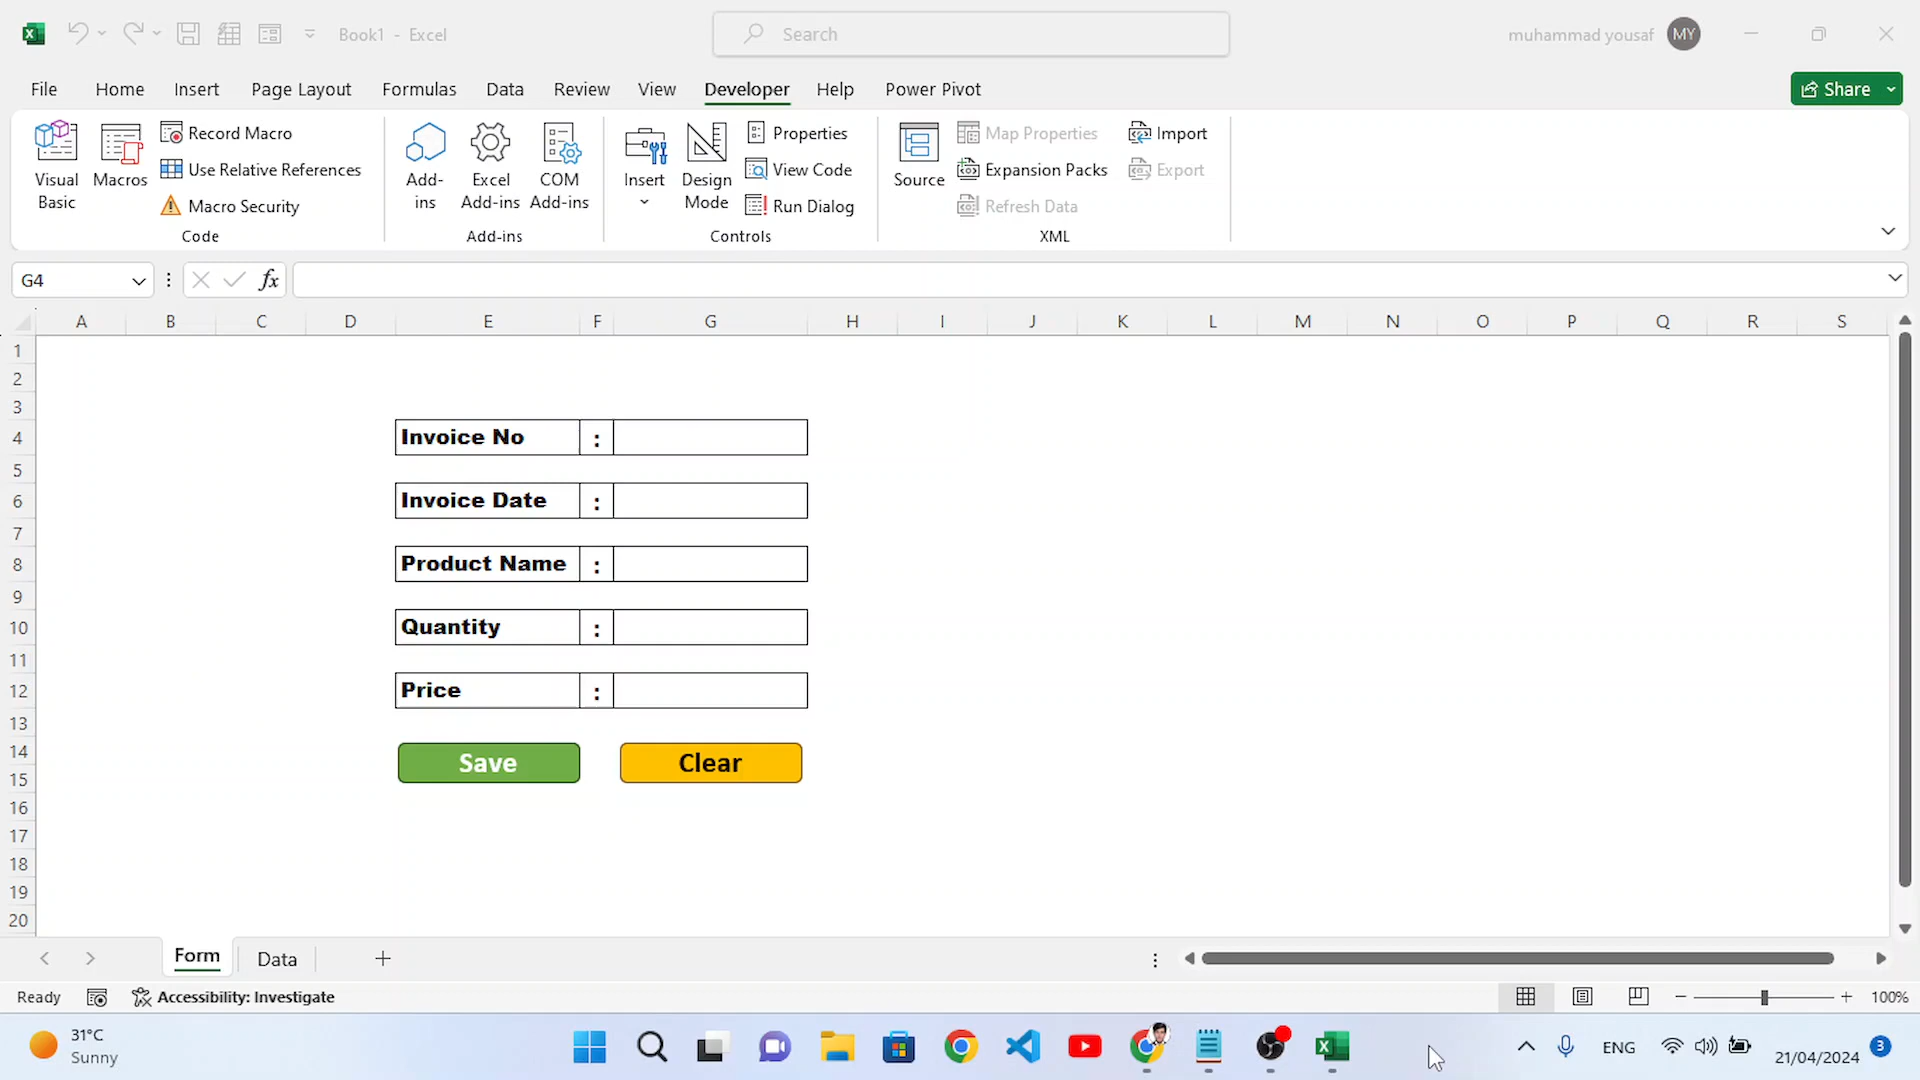 Book1 - Excel
Search
muhammad yousaf
MY
File Home Insert Page Layout Formulas Data Review View Developer Help Power Pivot
Share
Visual Basic
Macros
Record Macro
Use Relative References
Macro Security
Code
Add-ins
Excel Add-ins
COM Add-ins
Add-ins
Insert
Design Mode
Properties
View Code
Run Dialog
Controls
Source
Map Properties
Expansion Packs
Refresh Data
Import
Export
XML
G4
fx
A B C D E F G H I J K L M N O P Q R S
1
2
3
4 Invoice No :
5
6 Invoice Date :
7
8 Product Name :
9
10 Quantity :
11
12 Price :
13
14
Save Clear
15
16
17
18
19
20
Form Data
Ready
Accessibility: Investigate
100%
31°C
Sunny
ENG
21/04/2024
3